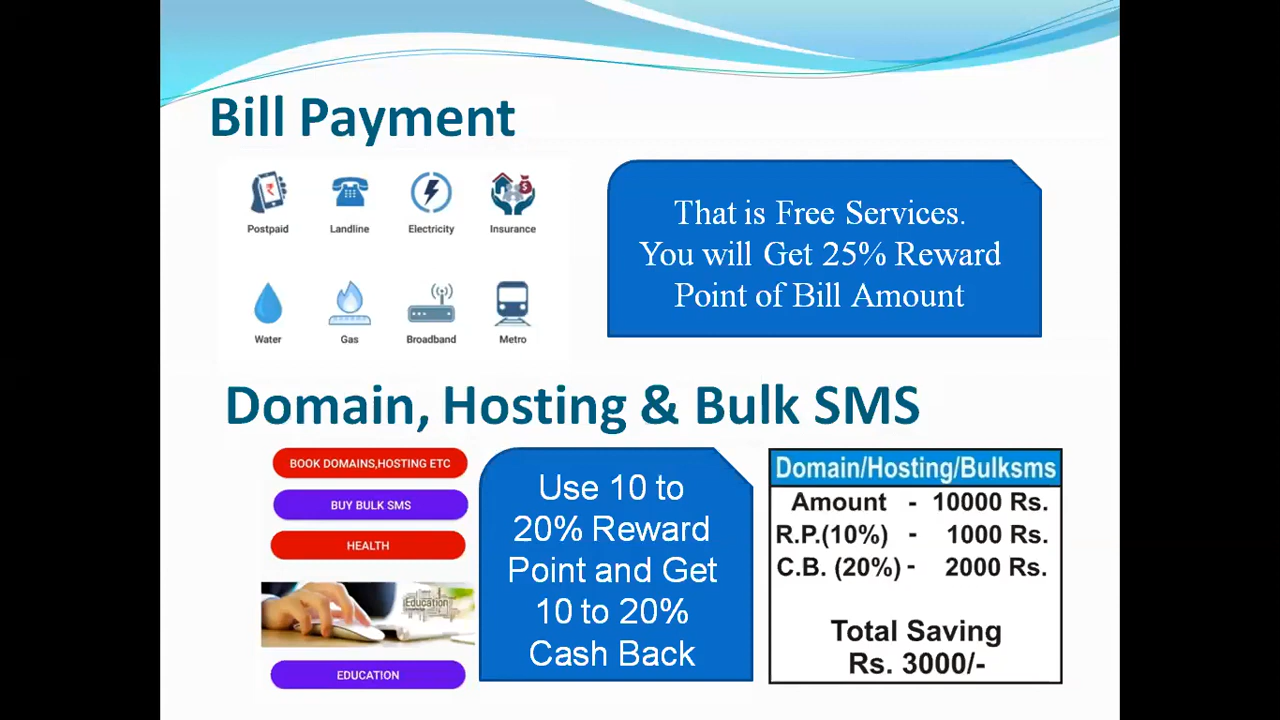 Bill Payment
Postpaid
Landline
Electricity
Insurance
Water
Gas
Broadband
Metro
That is Free Services.
You will Get 25% Reward
Point of Bill Amount
Domain, Hosting & Bulk SMS
BOOK DOMAINS,HOSTING ETC
BUY BULK SMS
HEALTH
Education
EDUCATION
Use 10 to
20% Reward
Point and Get
10 to 20%
Cash Back
Domain/Hosting/Bulksms
Amount - 10000 Rs.
R.P.(10%) - 1000 Rs.
C.B. (20%) - 2000 Rs.
Total Saving
Rs. 3000/-